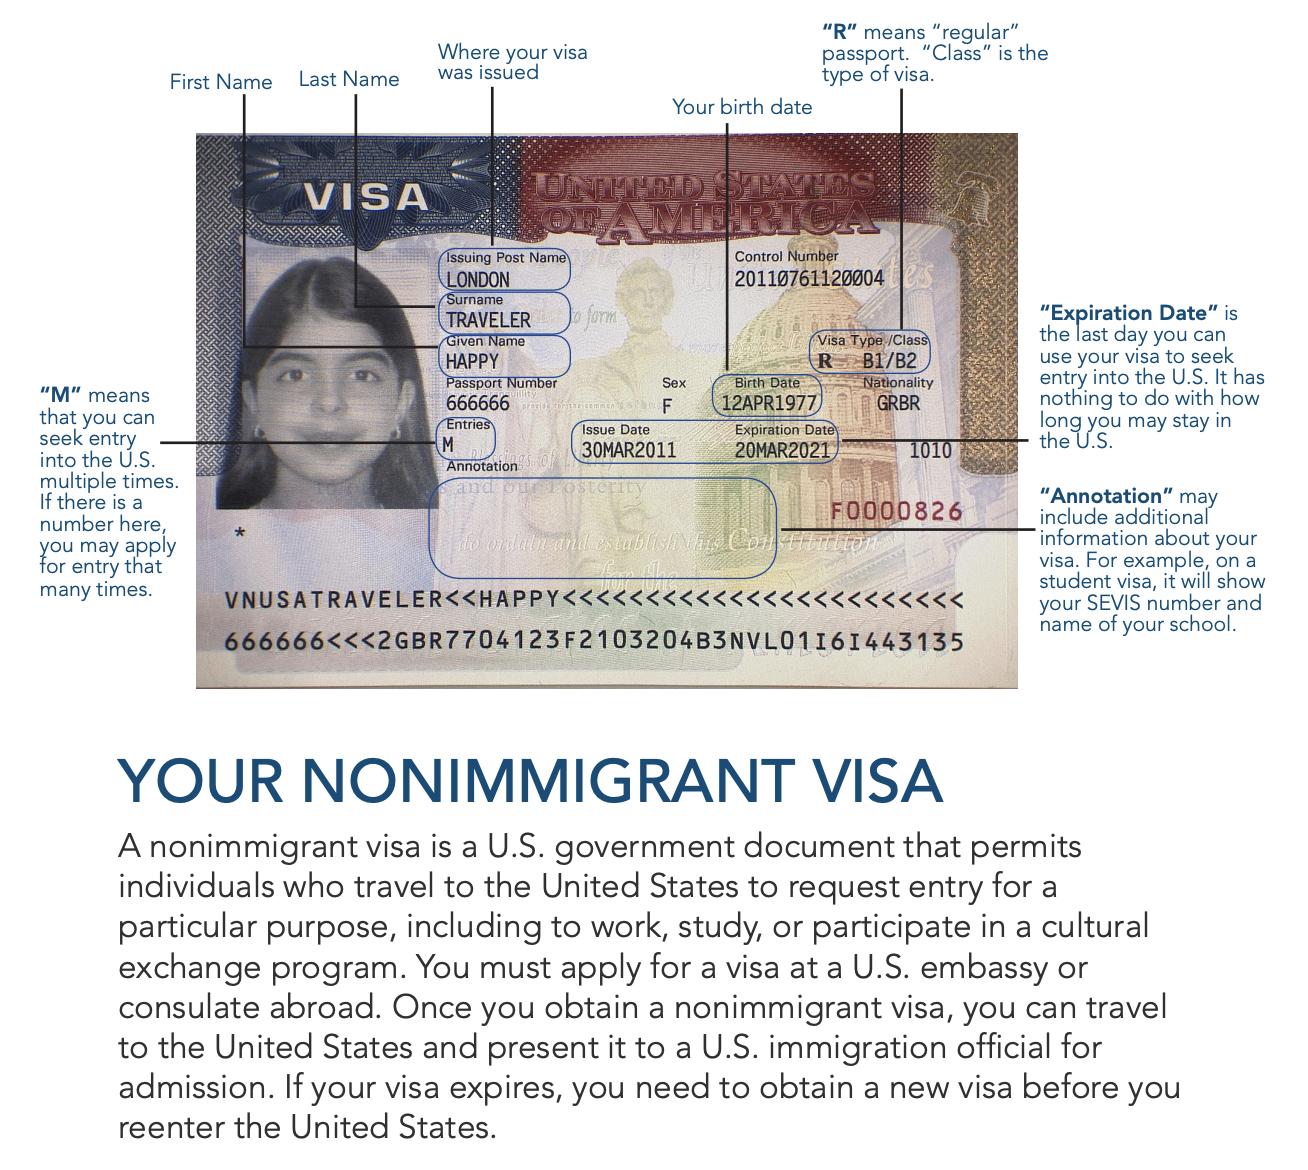 "R" means "regular"
passport. "Class" is the
type of visa.
Where your visa
was issued
First Name
Last Name
Your birth date
VISA
UNITED STATES
OF AMERICA
Issuing Post Name
LONDON
Control Number
20110761120004
Surname
TRAVELER
Given Name
HAPPY
Visa Type /Class
R B1/B2
Passport Number
666666
Sex
F
Birth Date
12APR1977
Nationality
GRBR
Entries
M
Issue Date
30MAR2011
Expiration Date
20MAR2021
1010
Annotation
and our Posterity
F0000826
do ordain and establish this Constitution
for the
*
VNUSATRAVELER<<HAPPY<<<<<<<<<<<<<<<<<<<<<<<<
666666<<<2GBR7704123F2103204B3NVL01I6I443135
"M" means
that you can
seek entry
into the U.S.
multiple times.
If there is a
number here,
you may apply
for entry that
many times.
"Expiration Date" is
the last day you can
use your visa to seek
entry into the U.S. It has
nothing to do with how
long you may stay in
the U.S.
"Annotation" may
include additional
information about your
visa. For example, on a
student visa, it will show
your SEVIS number and
name of your school.
YOUR NONIMMIGRANT VISA
A nonimmigrant visa is a U.S. government document that permits
individuals who travel to the United States to request entry for a
particular purpose, including to work, study, or participate in a cultural
exchange program. You must apply for a visa at a U.S. embassy or
consulate abroad. Once you obtain a nonimmigrant visa, you can travel
to the United States and present it to a U.S. immigration official for
admission. If your visa expires, you need to obtain a new visa before you
reenter the United States.